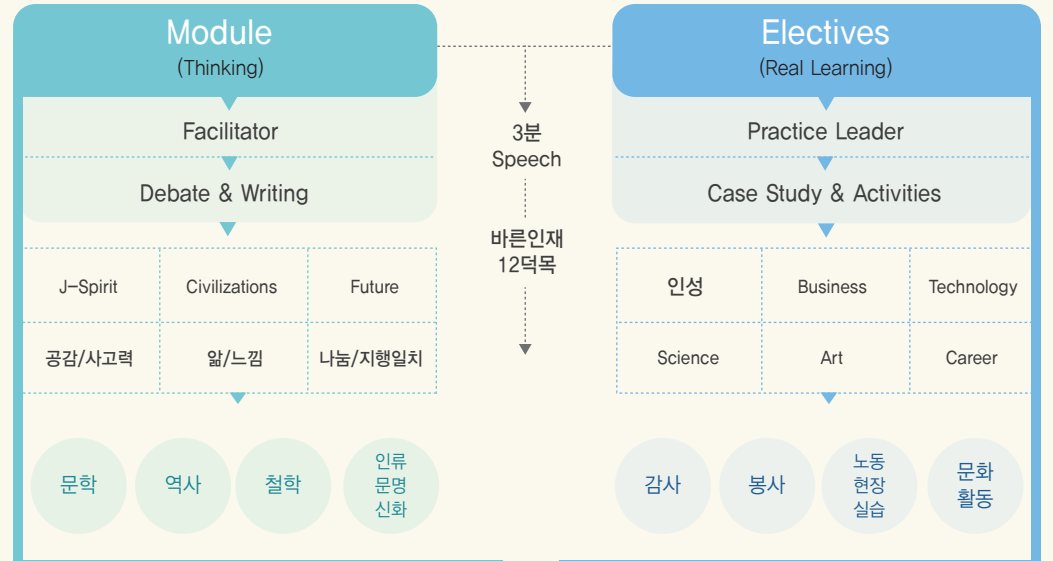 Module
(Thinking)
Facilitator
Debate & Writing
J-Spirit
Civilizations
Future
공감/사고력
앎/느낌
나눔/지행일치
문학
역사
철학
인류
문명
신화
3분
Speech
바른인재
12덕목
Electives
(Real Learning)
Practice Leader
Case Study & Activities
인성
Business
Technology
Science
Art
Career
감사
봉사
노동
현장
실습
문화
활동